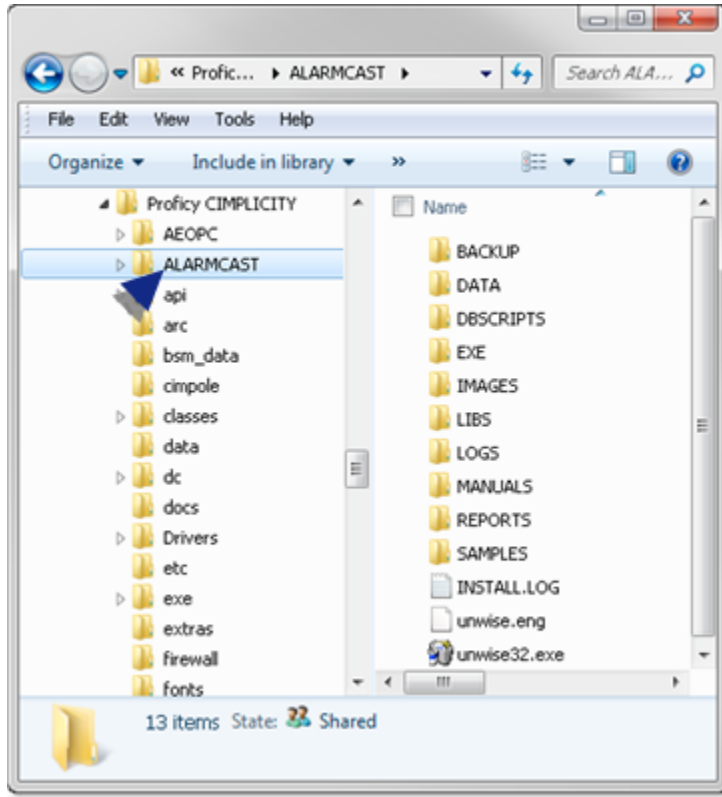 « Profic... ALARMCAST Search ALA...
File Edit View Tools Help
Organize Include in library »
Proficy CIMPLICITY
AEOPC
ALARMCAST
api
arc
bsm_data
cimpole
classes
data
dc
docs
Drivers
etc
exe
extras
firewall
fonts
Name
BACKUP
DATA
DBSCRIPTS
EXE
IMAGES
LIBS
LOGS
MANUALS
REPORTS
SAMPLES
INSTALL.LOG
unwise.eng
unwise32.exe
13 items State: Shared